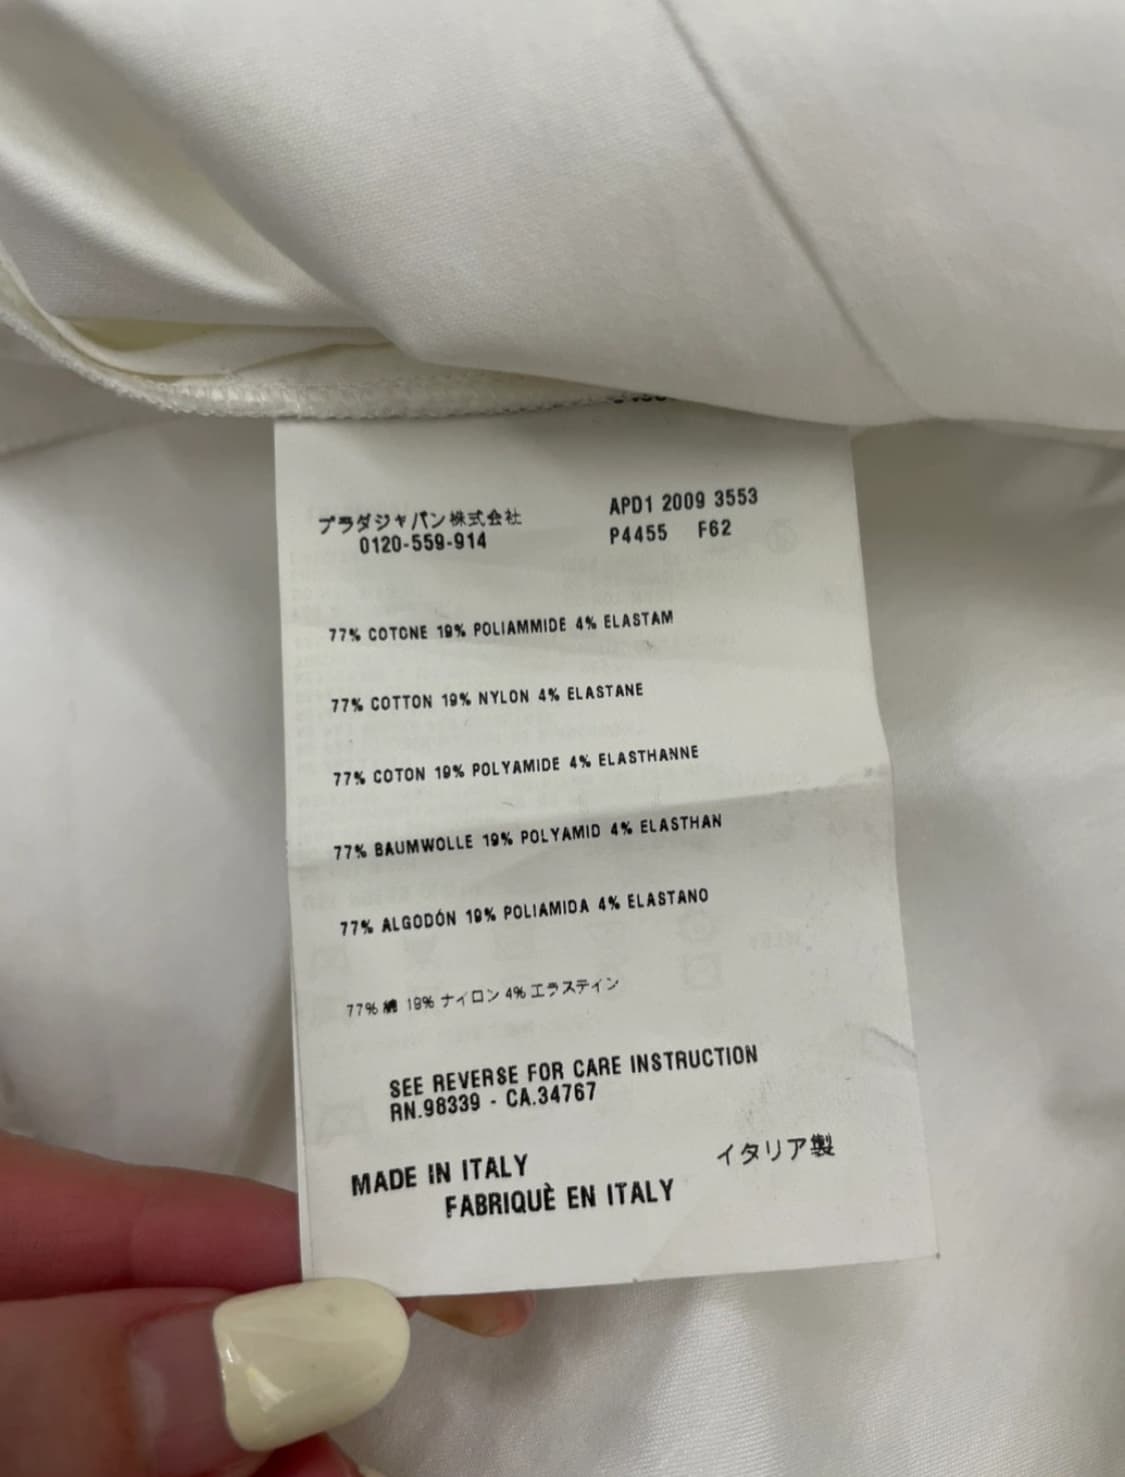 プラダジャパン株式会社
0120-559-914
APD1 2009 3553
P4455 F62
77% COTONE 19% POLIAMMIDE 4% ELASTAM
77% COTTON 19% NYLON 4% ELASTANE
77% COTON 19% POLYAMIDE 4% ELASTHANNE
77% BAUMWOLLE 19% POLYAMID 4% ELASTHAN
77% ALGODÓN 19% POLIAMIDA 4% ELASTANO
77% 綿 19% ナイロン 4% エラステイン
SEE REVERSE FOR CARE INSTRUCTION
RN.98339 - CA.34767
MADE IN ITALY
イタリア製
FABRIQUÈ EN ITALY